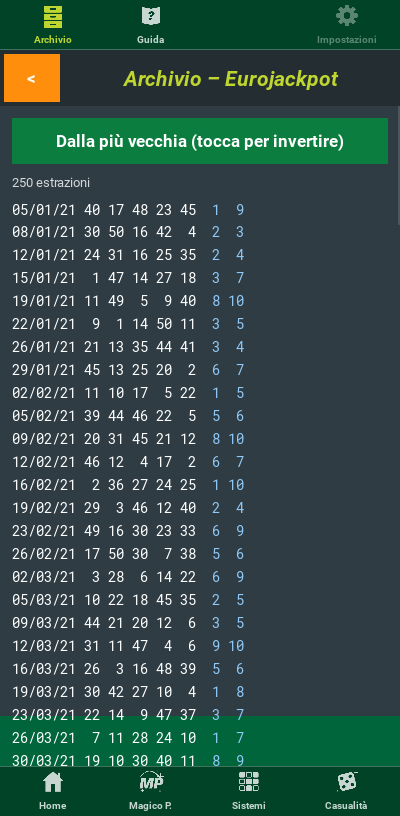 Archivio Guida Impostazioni
< Archivio – Eurojackpot
Dalla più vecchia (tocca per invertire)
250 estrazioni
05/01/21 40 17 48 23 45 1 9
08/01/21 30 50 16 42 4 2 3
12/01/21 24 31 16 25 35 2 4
15/01/21 1 47 14 27 18 3 7
19/01/21 11 49 5 9 40 8 10
22/01/21 9 1 14 50 11 3 5
26/01/21 21 13 35 44 41 3 4
29/01/21 45 13 25 20 2 6 7
02/02/21 11 10 17 5 22 1 5
05/02/21 39 44 46 22 5 5 6
09/02/21 20 31 45 21 12 8 10
12/02/21 46 12 4 17 2 6 7
16/02/21 2 36 27 24 25 1 10
19/02/21 29 3 46 12 40 2 4
23/02/21 49 16 30 23 33 6 9
26/02/21 17 50 30 7 38 5 6
02/03/21 3 28 6 14 22 6 9
05/03/21 10 22 18 45 35 2 5
09/03/21 44 21 20 12 6 3 5
12/03/21 31 11 47 4 6 9 10
16/03/21 26 3 16 48 39 5 6
19/03/21 30 42 27 10 4 1 8
23/03/21 22 14 9 47 37 3 7
26/03/21 7 11 28 24 10 1 7
30/03/21 19 10 30 40 11 8 9
MP
Home Magico P. Sistemi Casualità